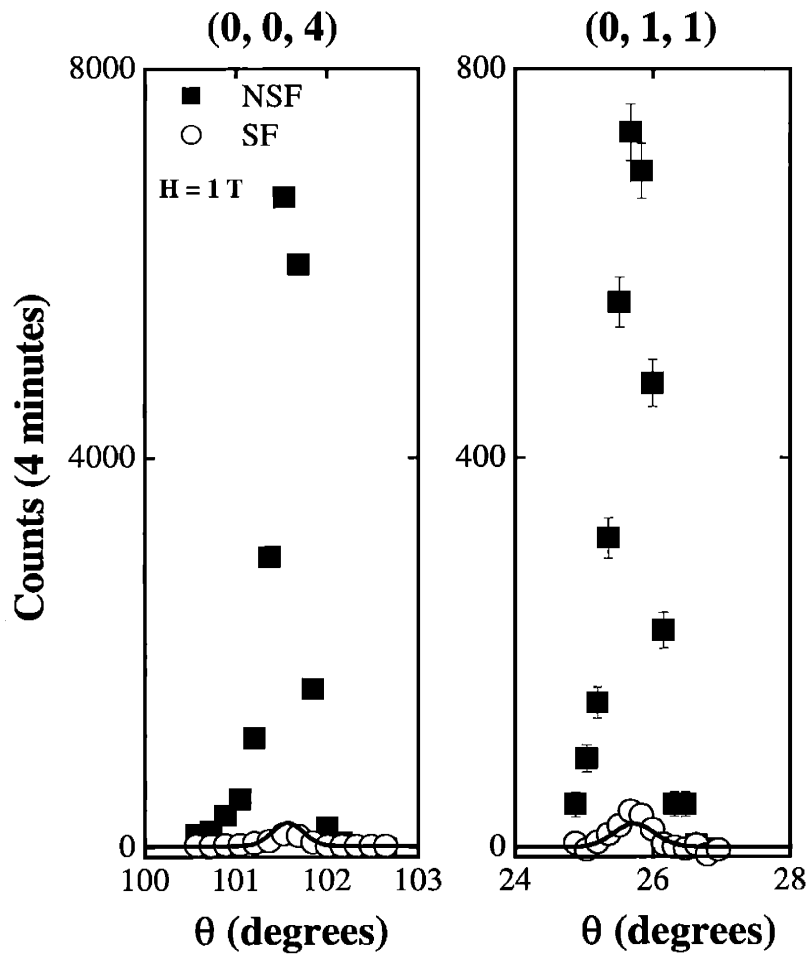 (0, 0, 4)
(0, 1, 1)
8000
800
NSF
SF
H = 1 T
4000
400
0
0
100
101
102
103
24
26
28
θ (degrees)
θ (degrees)
Counts (4 minutes)